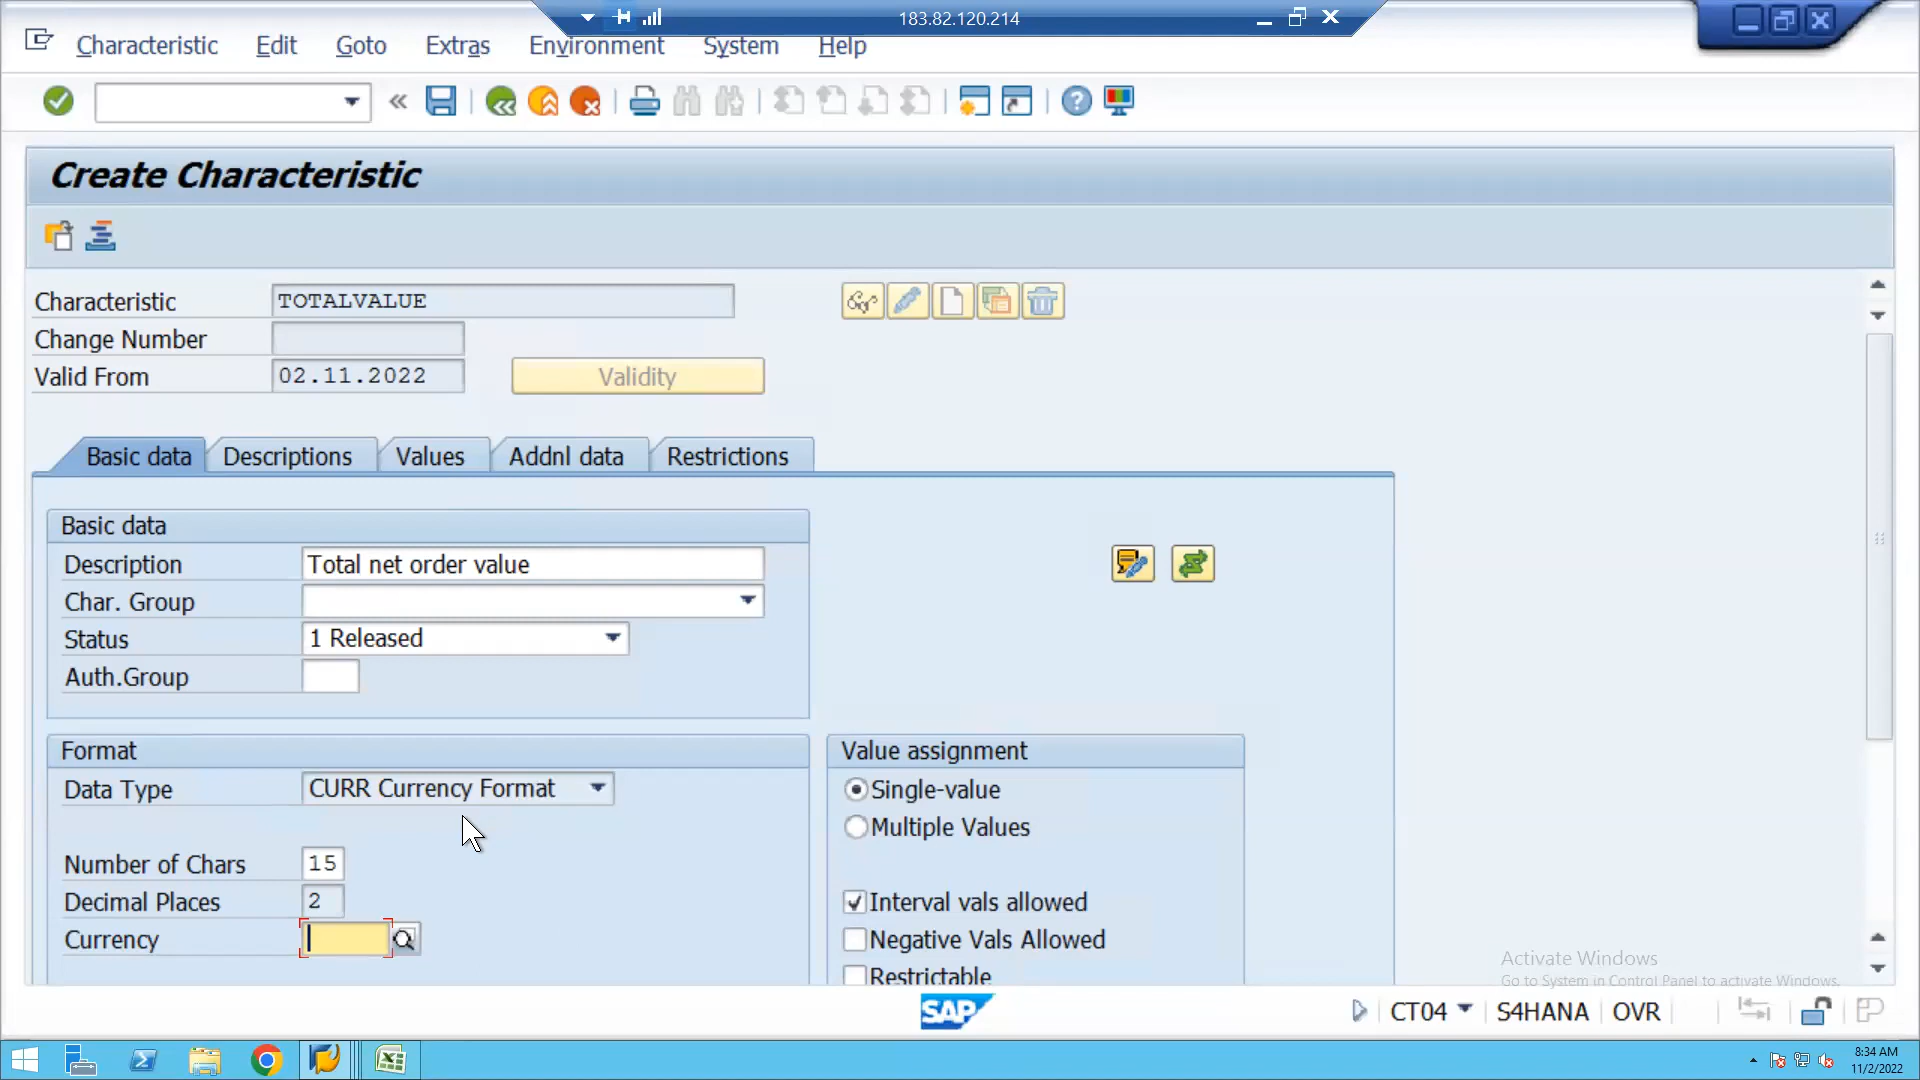 183.82.120.214
Characteristic Edit Goto Extras Environment System Help
Create Characteristic
Characteristic TOTALVALUE
Change Number
Valid From 02.11.2022 Validity
Basic data Descriptions Values Addnl data Restrictions
Basic data
Description Total net order value
Char. Group
Status 1 Released
Auth.Group
Format Value assignment
Data Type CURR Currency Format Single-value
Multiple Values
Number of Chars 15
Decimal Places 2 Interval vals allowed
Currency Negative Vals Allowed
Restrictable
Activate Windows
Go to System in Control Panel to activate Windows.
SAP CT04 S4HANA OVR
8:34 AM
11/2/2022